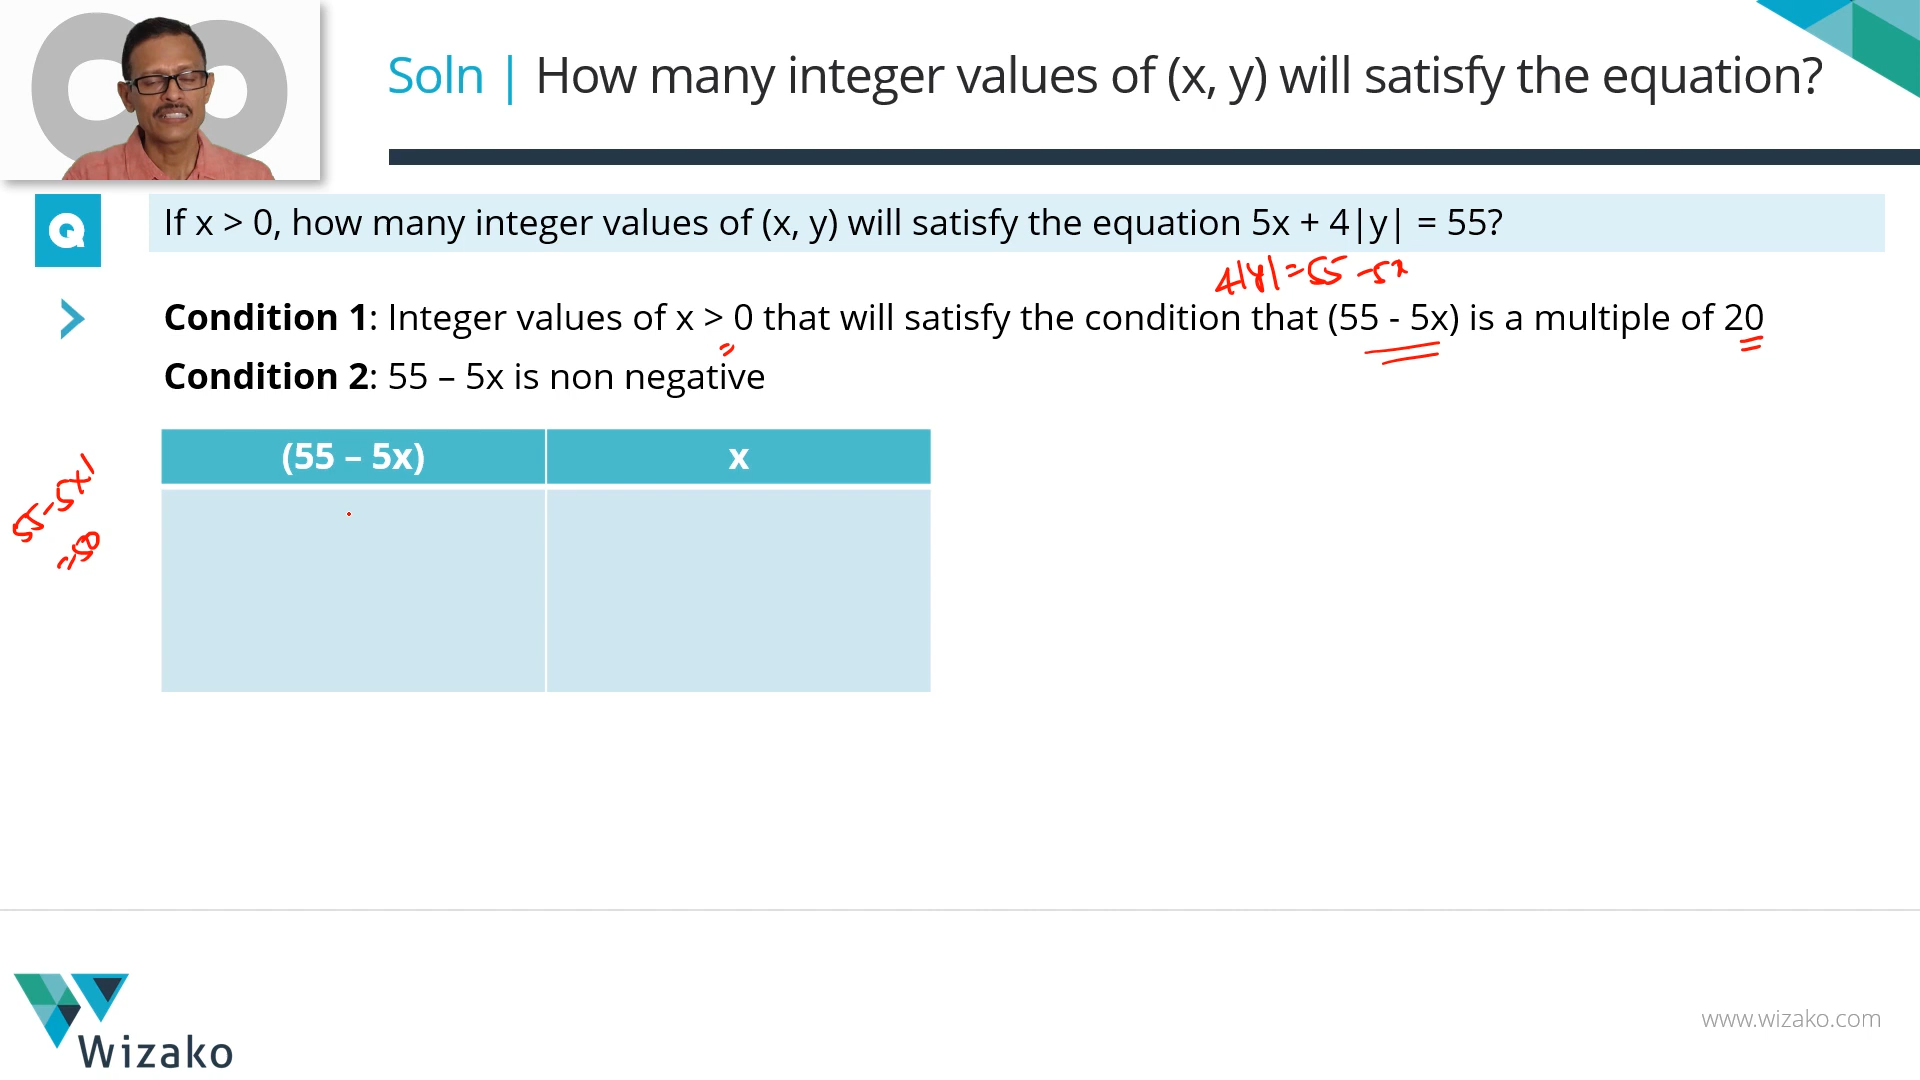 Soln | How many integer values of (x, y) will satisfy the equation?
Q
If x > 0, how many integer values of (x, y) will satisfy the equation 5x + 4|y| = 55?
4|y| = 55 - 5x
Condition 1: Integer values of x > 0 that will satisfy the condition that (55 - 5x) is a multiple of 20
Condition 2: 55 – 5x is non negative
(55 – 5x) x
55-5x1
=50
Wizako
www.wizako.com